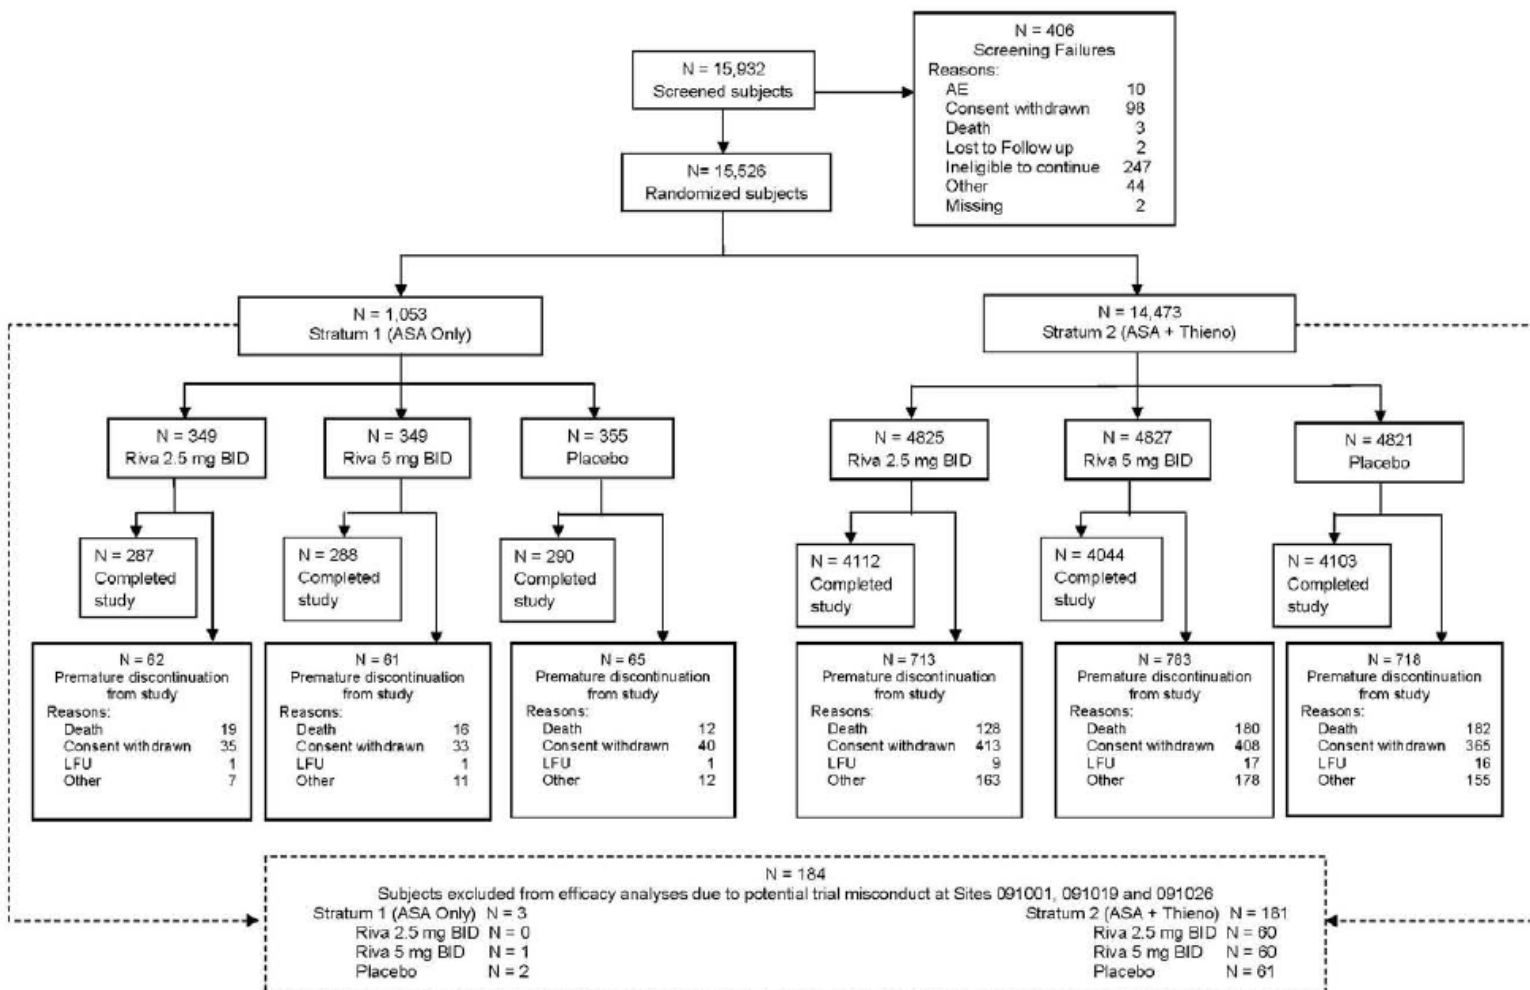 N = 406
Screening Failures
Reasons:
AE 10
Consent withdrawn 98
Death 3
Lost to Follow up 2
Ineligible to continue 247
Other 44
Missing 2
N = 15,932
Screened subjects
N= 15,526
Randomized subjects
N = 1,053
Stratum 1 (ASA Only)
N = 14,473
Stratum 2 (ASA + Thieno)
N = 349
Riva 2.5 mg BID
N = 349
Riva 5 mg BID
N = 355
Placebo
N = 4825
Riva 2.5 mg BID
N = 4827
Riva 5 mg BID
N = 4821
Placebo
N = 287
Completed
study
N = 288
Completed
study
N = 290
Completed
study
N = 4112
Completed
study
N = 4044
Completed
study
N = 4103
Completed
study
N = 62
Premature discontinuation
from study
Reasons:
Death 19
Consent withdrawn 35
LFU 1
Other 7
N = 61
Premature discontinuation
from study
Reasons:
Death 16
Consent withdrawn 33
LFU 1
Other 11
N = 65
Premature discontinuation
from study
Reasons:
Death 12
Consent withdrawn 40
LFU 1
Other 12
N = 713
Premature discontinuation
from study
Reasons:
Death 128
Consent withdrawn 413
LFU 9
Other 163
N = 783
Premature discontinuation
from study
Reasons:
Death 180
Consent withdrawn 408
LFU 17
Other 178
N = 718
Premature discontinuation
from study
Reasons:
Death 182
Consent withdrawn 365
LFU 16
Other 155
N = 184
Subjects excluded from efficacy analyses due to potential trial misconduct at Sites 091001, 091019 and 091026
Stratum 1 (ASA Only) N = 3
Riva 2.5 mg BID N = 0
Riva 5 mg BID N = 1
Placebo N = 2
Stratum 2 (ASA + Thieno) N = 181
Riva 2.5 mg BID N = 60
Riva 5 mg BID N = 60
Placebo N = 61